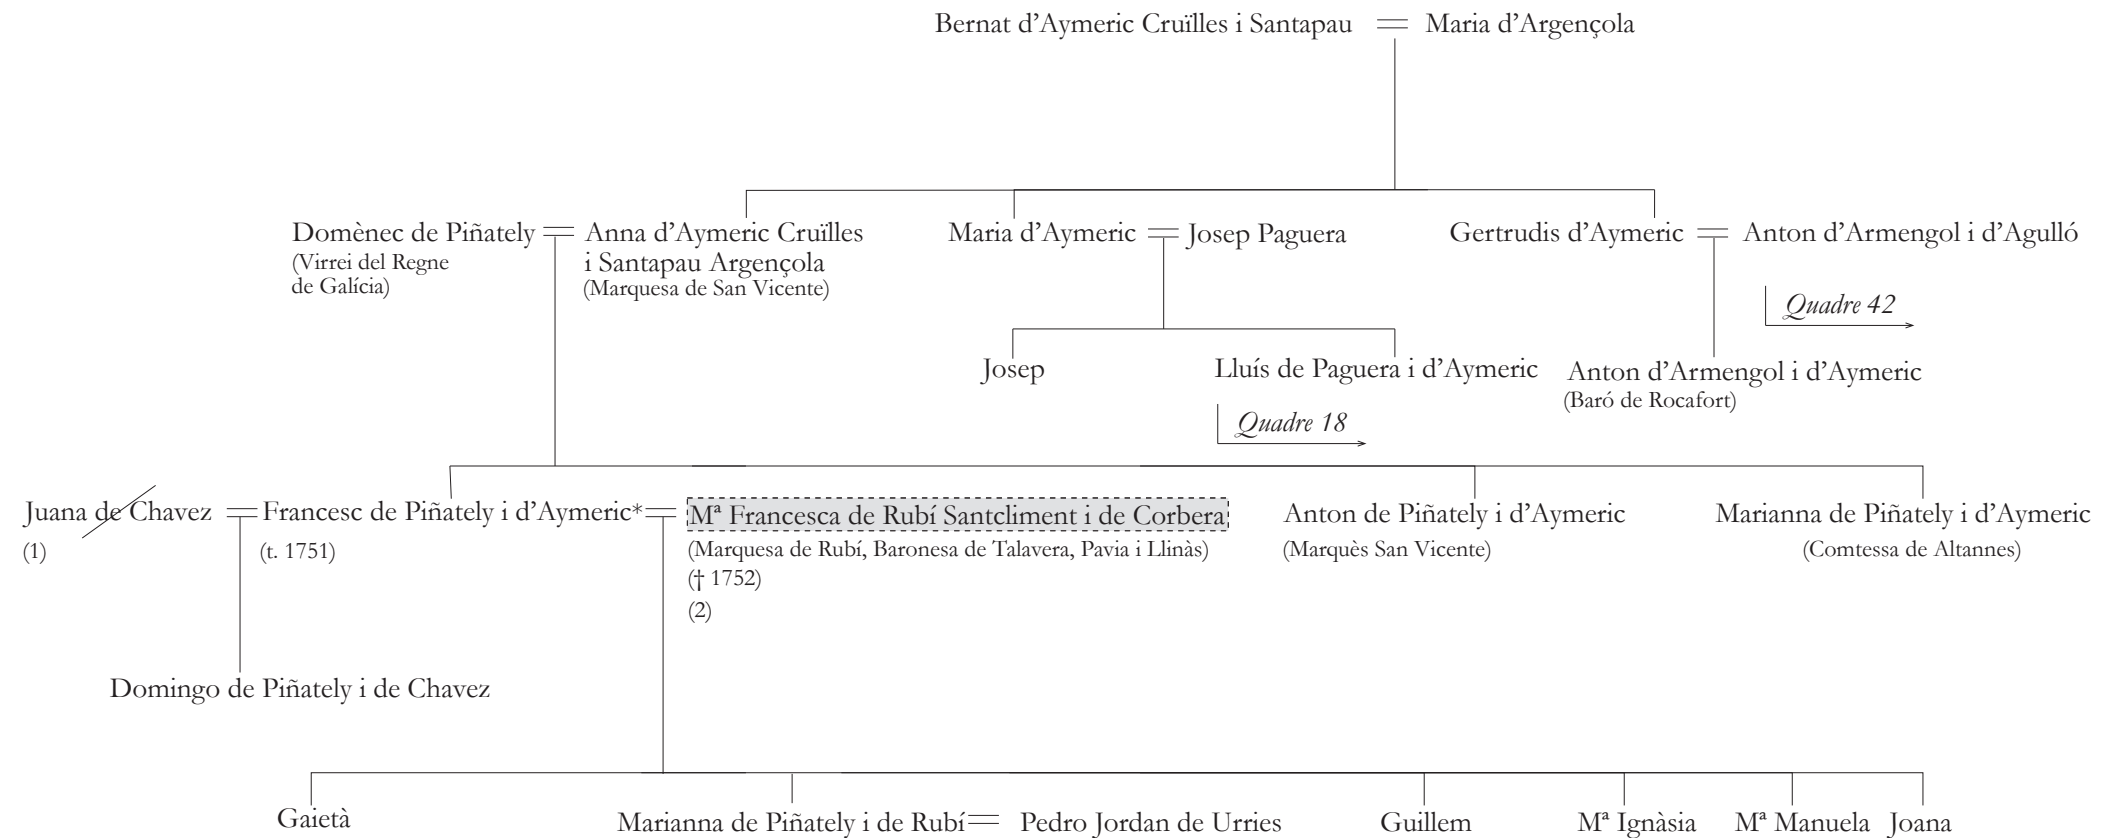 Bernat d’Aymeric Cruïlles i Santapau Maria d’Argençola
Domènec de Piñately Anna d’Aymeric Cruïlles Maria d’Aymeric Josep Paguera Gertrudis d’Aymeric Anton d’Armengol i d’Agulló
(Virrei del Regne i Santapau Argençola
de Galícia) (Marquesa de San Vicente)
Quadre 42
Josep Lluís de Paguera i d’Aymeric Anton d’Armengol i d’Aymeric
(Baró de Rocafort)
Quadre 18
Juana de Chavez Francesc de Piñately i d’Aymeric* Mª Francesca de Rubí Santcliment i de Corbera Anton de Piñately i d’Aymeric Marianna de Piñately i d’Aymeric
(1) (t. 1751) (Marquesa de Rubí, Baronesa de Talavera, Pavia i Llinàs) (Marquès San Vicente) (Comtessa de Altannes)
(† 1752)
(2)
Domingo de Piñately i de Chavez
Gaietà Marianna de Piñately i de Rubí Pedro Jordan de Urries Guillem Mª Ignàsia Mª Manuela Joana